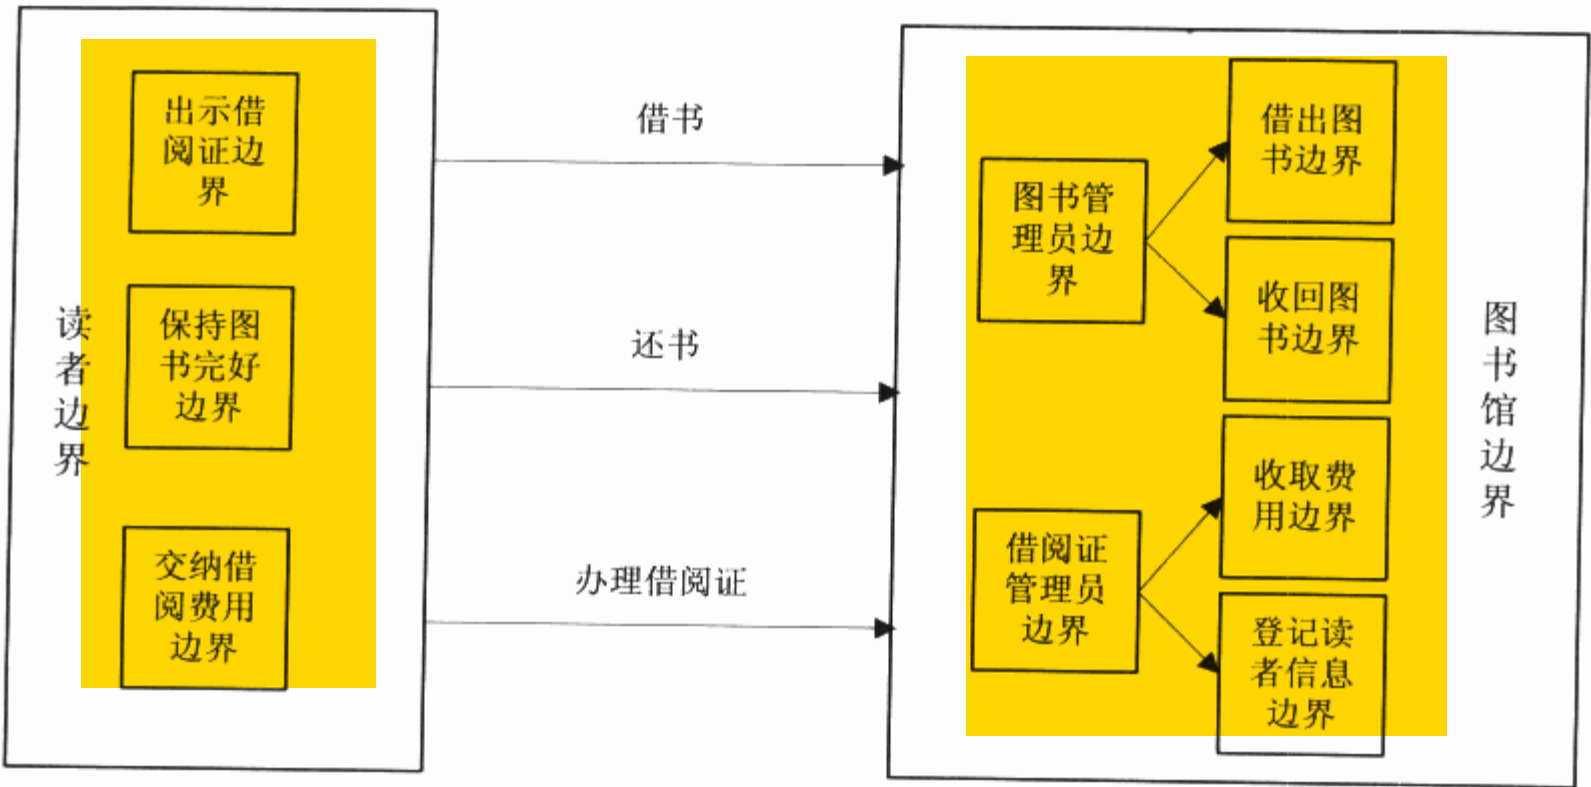 读
者
边
界
出示借
阅证边
界
保持图
书完好
边界
交纳借
阅费用
边界
借书
还书
办理借阅证
图书管
理员边
界
借出图
书边界
收回图
书边界
借阅证
管理员
边界
收取费
用边界
登记读
者信息
边界
图
书
馆
边
界